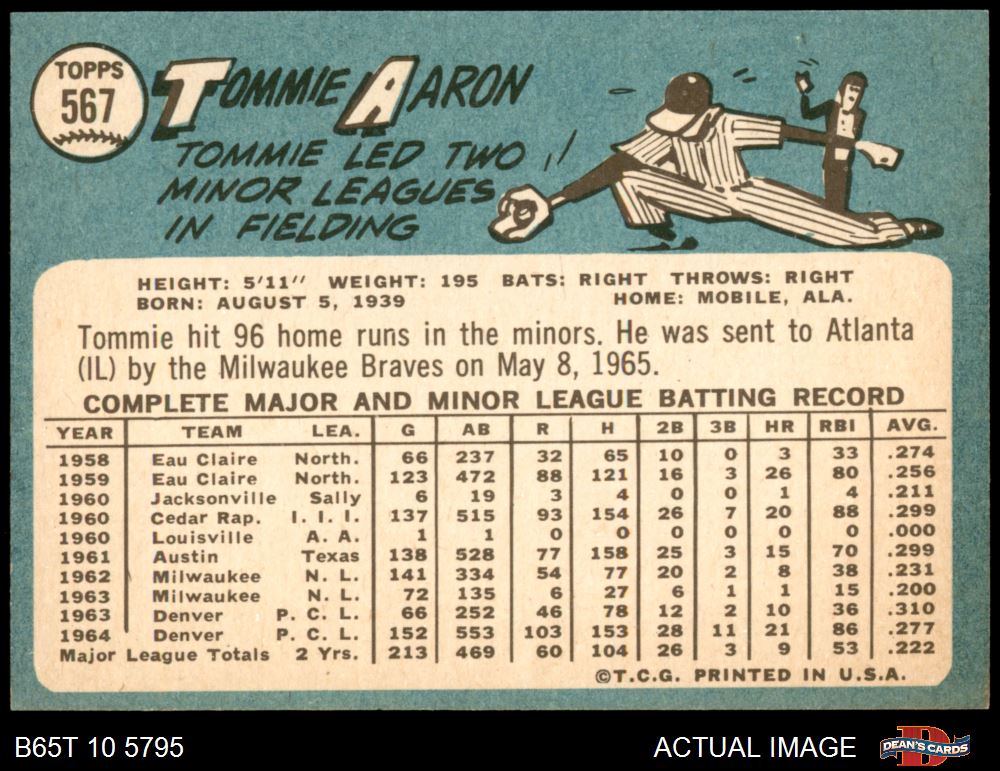 TOPPS
567
TOMMIE AARON
TOMMIE LED TWO
MINOR LEAGUES
IN FIELDING
HEIGHT: 5'11'' WEIGHT: 195 BATS: RIGHT THROWS: RIGHT
BORN: AUGUST 5, 1939 HOME: MOBILE, ALA.
Tommie hit 96 home runs in the minors. He was sent to Atlanta
(IL) by the Milwaukee Braves on May 8, 1965.
COMPLETE MAJOR AND MINOR LEAGUE BATTING RECORD
YEAR TEAM LEA. G AB R H 2B 3B HR RBI AVG.
1958 Eau Claire North. 66 237 32 65 10 0 3 33 .274
1959 Eau Claire North. 123 472 88 121 16 3 26 80 .256
1960 Jacksonville Sally 6 19 3 4 0 0 1 4 .211
1960 Cedar Rap. I. I. I. 137 515 93 154 26 7 20 88 .299
1960 Louisville A. A. 1 1 0 0 0 0 0 0 .000
1961 Austin Texas 138 528 77 158 25 3 15 70 .299
1962 Milwaukee N. L. 141 334 54 77 20 2 8 38 .231
1963 Milwaukee N. L. 72 135 6 27 6 1 1 15 .200
1963 Denver P. C. L. 66 252 46 78 12 2 10 36 .310
1964 Denver P. C. L. 152 553 103 153 28 11 21 86 .277
Major League Totals 2 Yrs. 213 469 60 104 26 3 9 53 .222
©T.C.G. PRINTED IN U.S.A.
B65T 10 5795 ACTUAL IMAGE DEAN'S CARDS